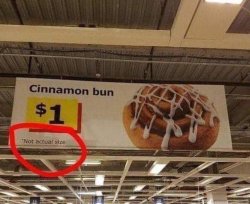 Cinnamon bun
$1
*Not actual size